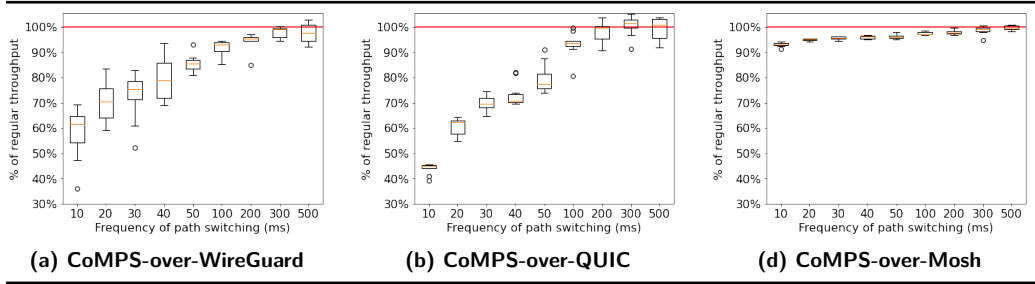 100%
90%
80%
70%
60%
50%
40%
30%
% of regular throughput
10 20 30 40 50 100 200 300 500
Frequency of path switching (ms)
(a) CoMPS-over-WireGuard
100%
90%
80%
70%
60%
50%
40%
30%
% of regular throughput
10 20 30 40 50 100 200 300 500
Frequency of path switching (ms)
(b) CoMPS-over-QUIC
100%
90%
80%
70%
60%
50%
40%
30%
% of regular throughput
10 20 30 40 50 100 200 300 500
Frequency of path switching (ms)
(d) CoMPS-over-Mosh